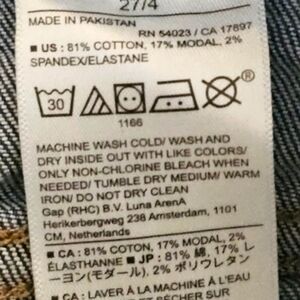 27/4
MADE IN PAKISTAN
RN 54023 / CA 17897
■ US : 81% COTTON, 17% MODAL, 2%
SPANDEX/ELASTANE
30
®
1166
MACHINE WASH COLD/ WASH AND
DRY INSIDE OUT WITH LIKE COLORS/
ONLY NON-CHLORINE BLEACH WHEN
NEEDED/ TUMBLE DRY MEDIUM/ WARM
IRON/ DO NOT DRY CLEAN
Gap (RHC) B.V. Luna ArenA
Herikerbergweg 238 Amsterdam, 1101
CM, Netherlands
■ CA : 81% COTON, 17% MODAL, 2%
ÉLASTHANNE ■ JP : 81% 綿, 17% レ
ーヨン(モダール), 2% ポリウレタン
■ CA : LAVER À LA MACHINE À L'EAU
ET SÉCHER SUR